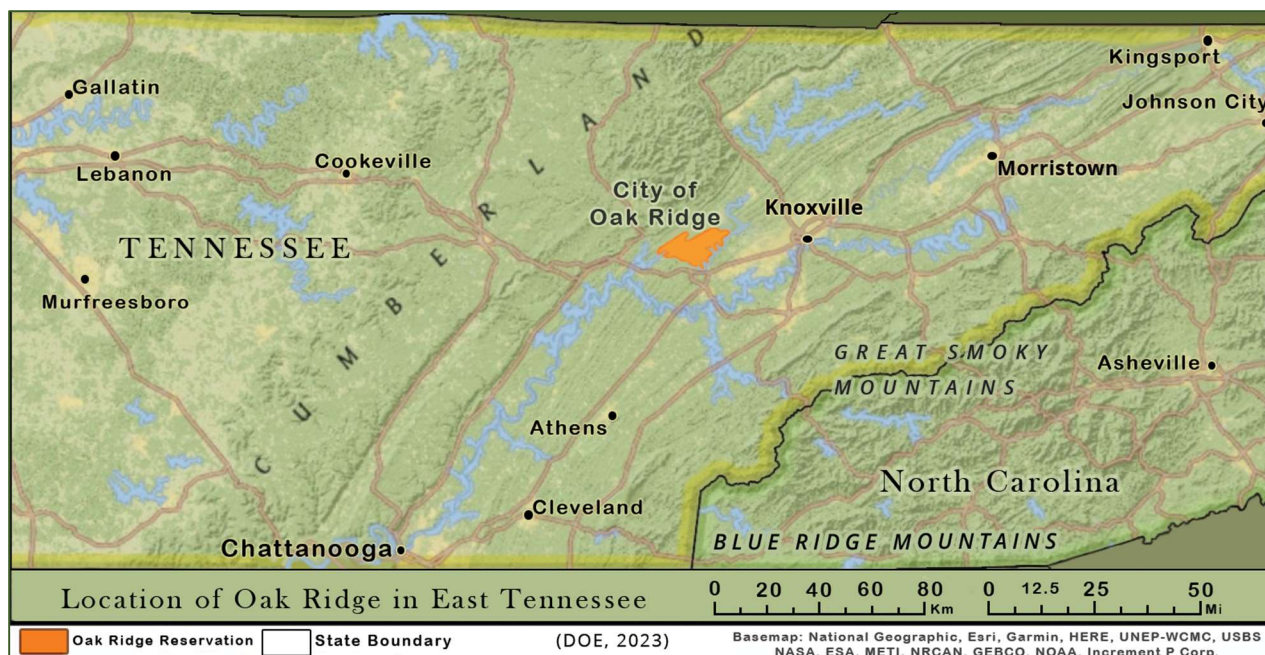 Kingsport
Gallatin
Johnson City
Lebanon
Cookeville
Morristown
City of
Oak Ridge
Knoxville
TENNESSEE
Murfreesboro
CUMBERLAND
GREAT SMOKY
MOUNTAINS
Asheville
Athens
North Carolina
Cleveland
Chattanooga
BLUE RIDGE MOUNTAINS
Location of Oak Ridge in East Tennessee
0 20 40 60 80 Km
0 12.5 25 50 Mi
Oak Ridge Reservation
State Boundary
(DOE, 2023)
Basemap: National Geographic, Esri, Garmin, HERE, UNEP-WCMC, USBS
NASA, ESA, METI, NRCAN, GEBCO, NOAA, Increment P Corp.